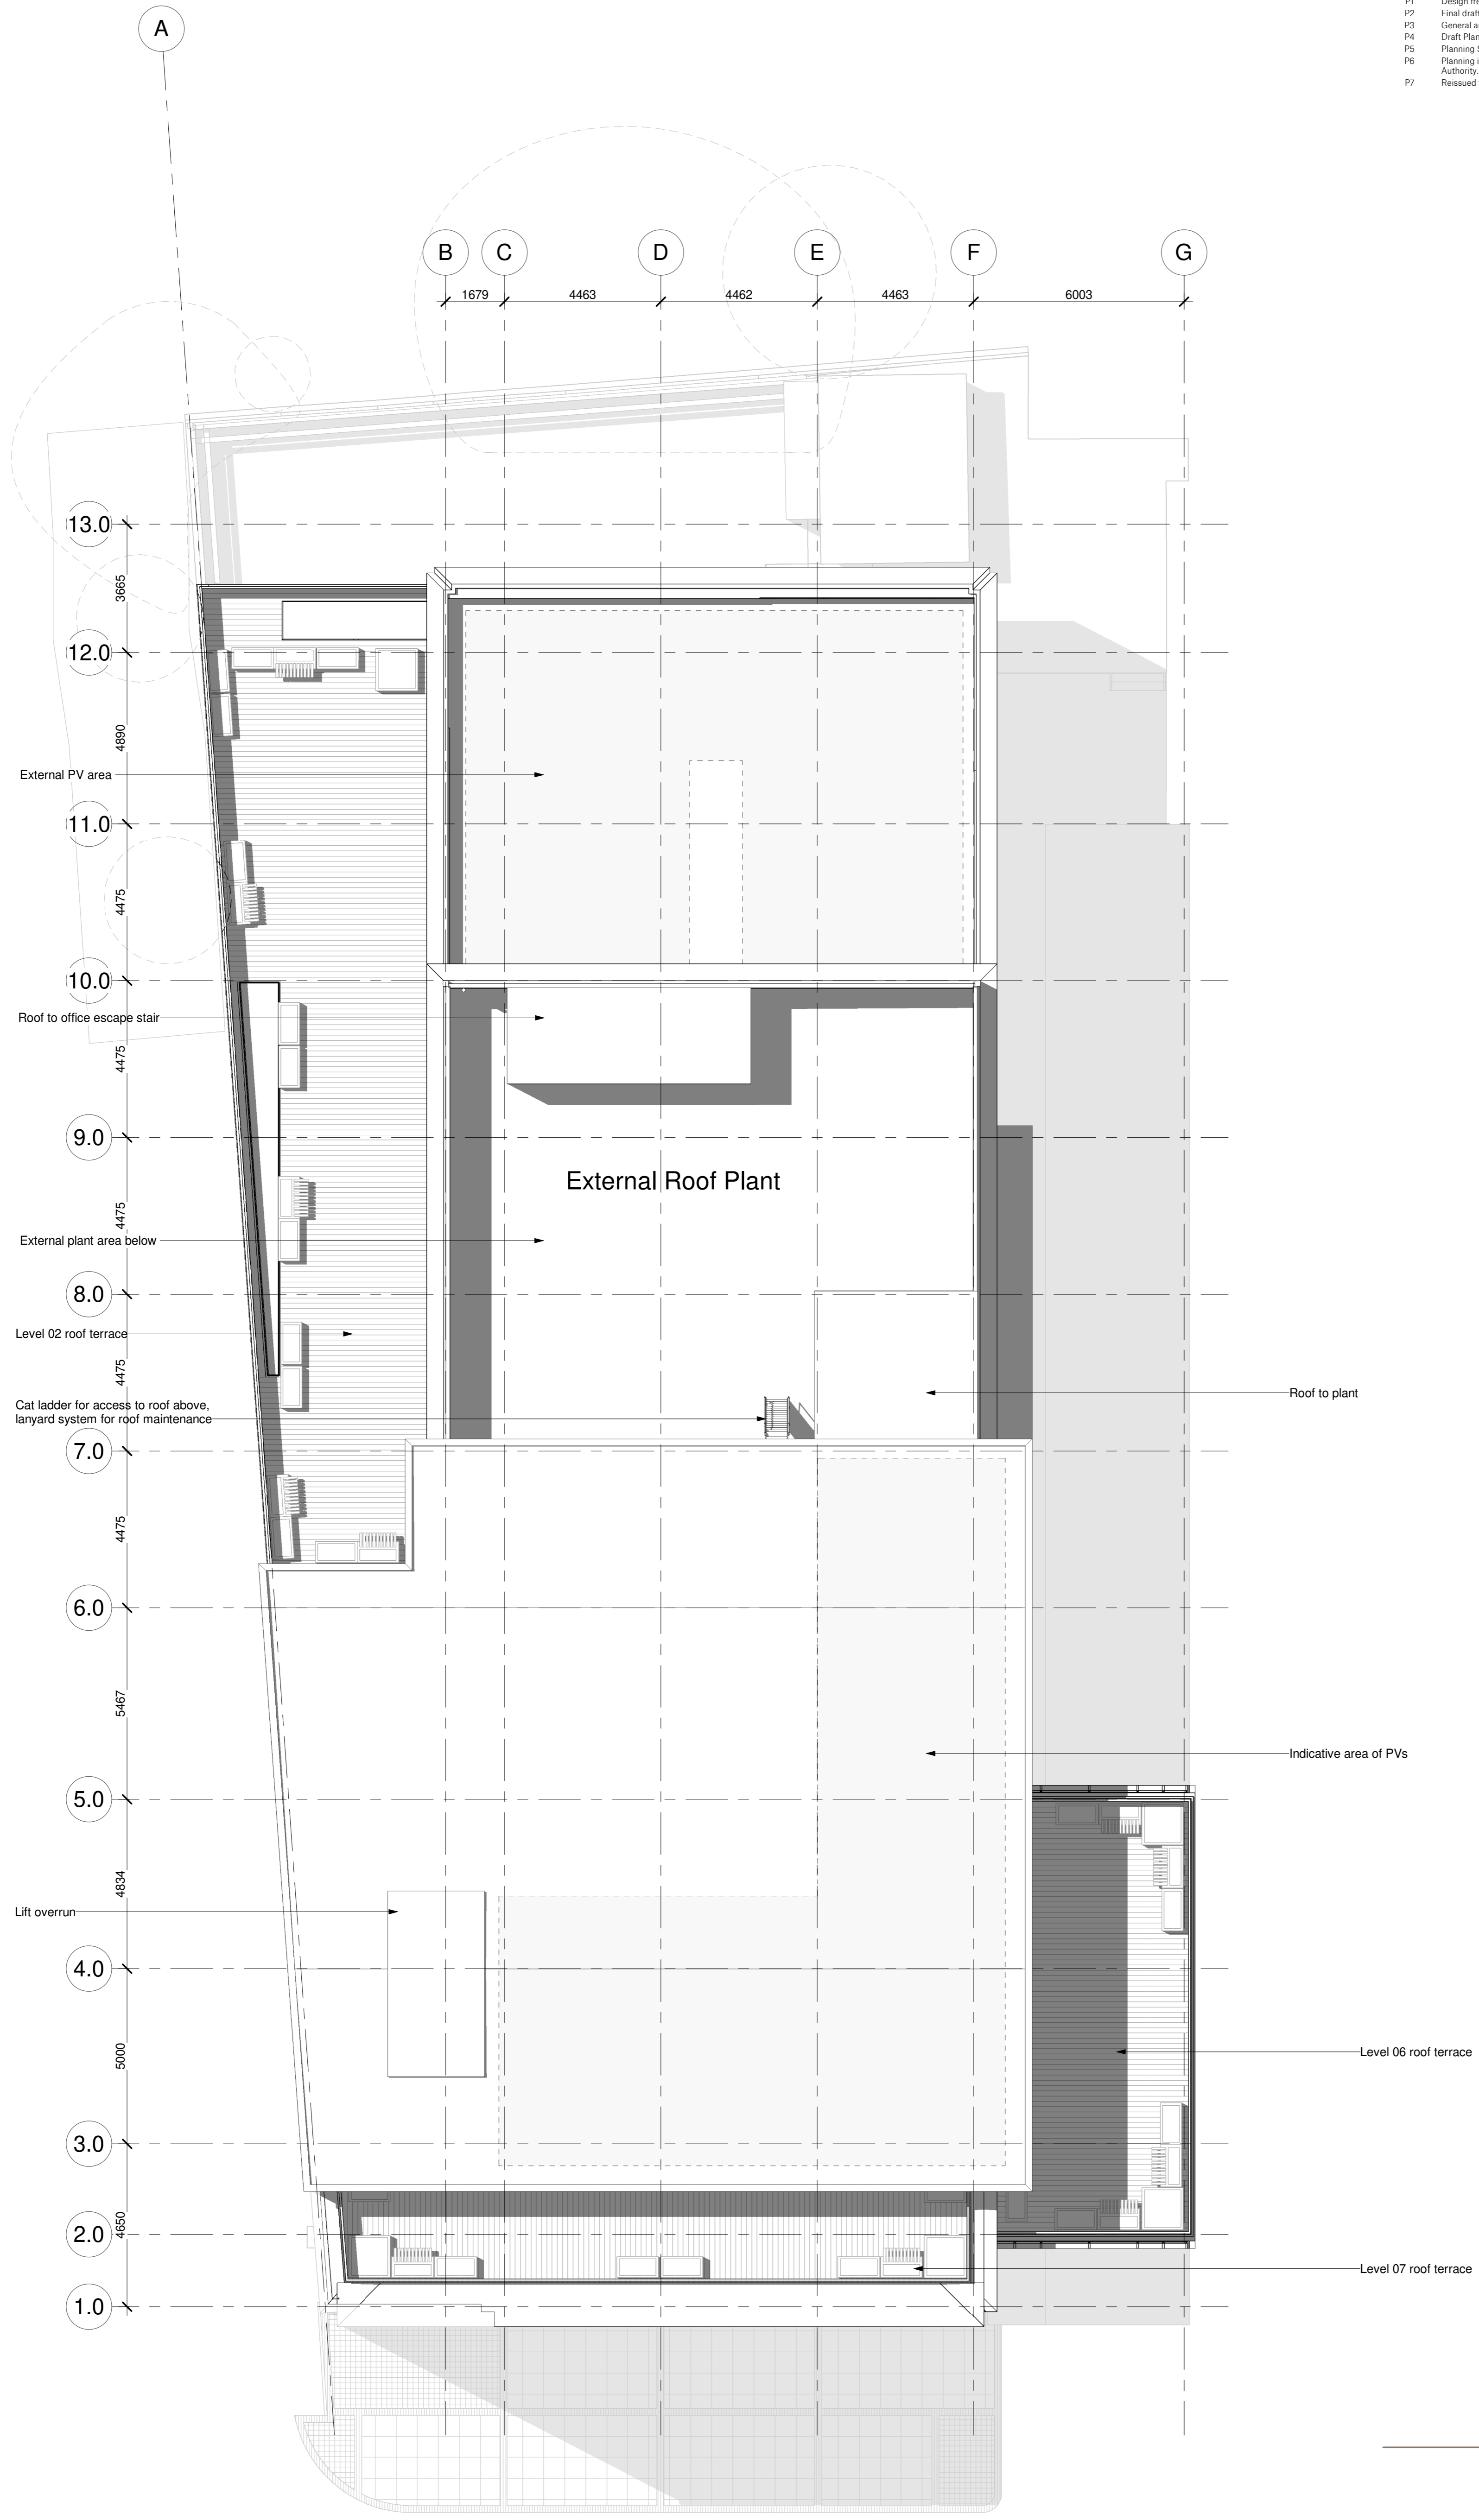 P1 Design fre
P2 Final draft
P3 General a
P4 Draft Plan
P5 Planning S
P6 Planning i
Authority.
P7 Reissued
A
B C D E F G
1679 4463 4462 4463 6003
13.0
3665
12.0
4890
External PV area
11.0
4475
10.0
Roof to office escape stair
4475
9.0
External Roof Plant
4475
External plant area below
8.0
Level 02 roof terrace
4475
Roof to plant
Cat ladder for access to roof above,
lanyard system for roof maintenance
7.0
4475
6.0
5467
Indicative area of PVs
5.0
4834
Lift overrun
4.0
5000
Level 06 roof terrace
3.0
4650
2.0
Level 07 roof terrace
1.0